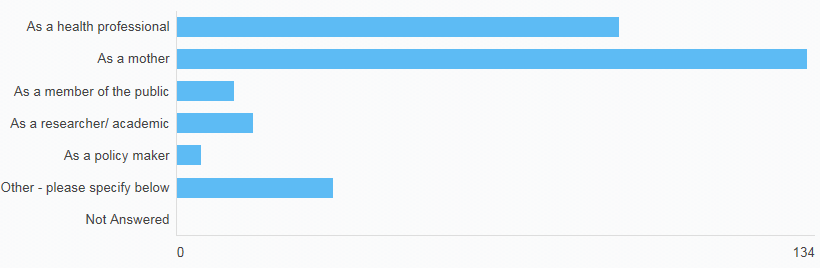 As a health professional
As a mother
As a member of the public
As a researcher/ academic
As a policy maker
Other - please specify below
Not Answered
0 134